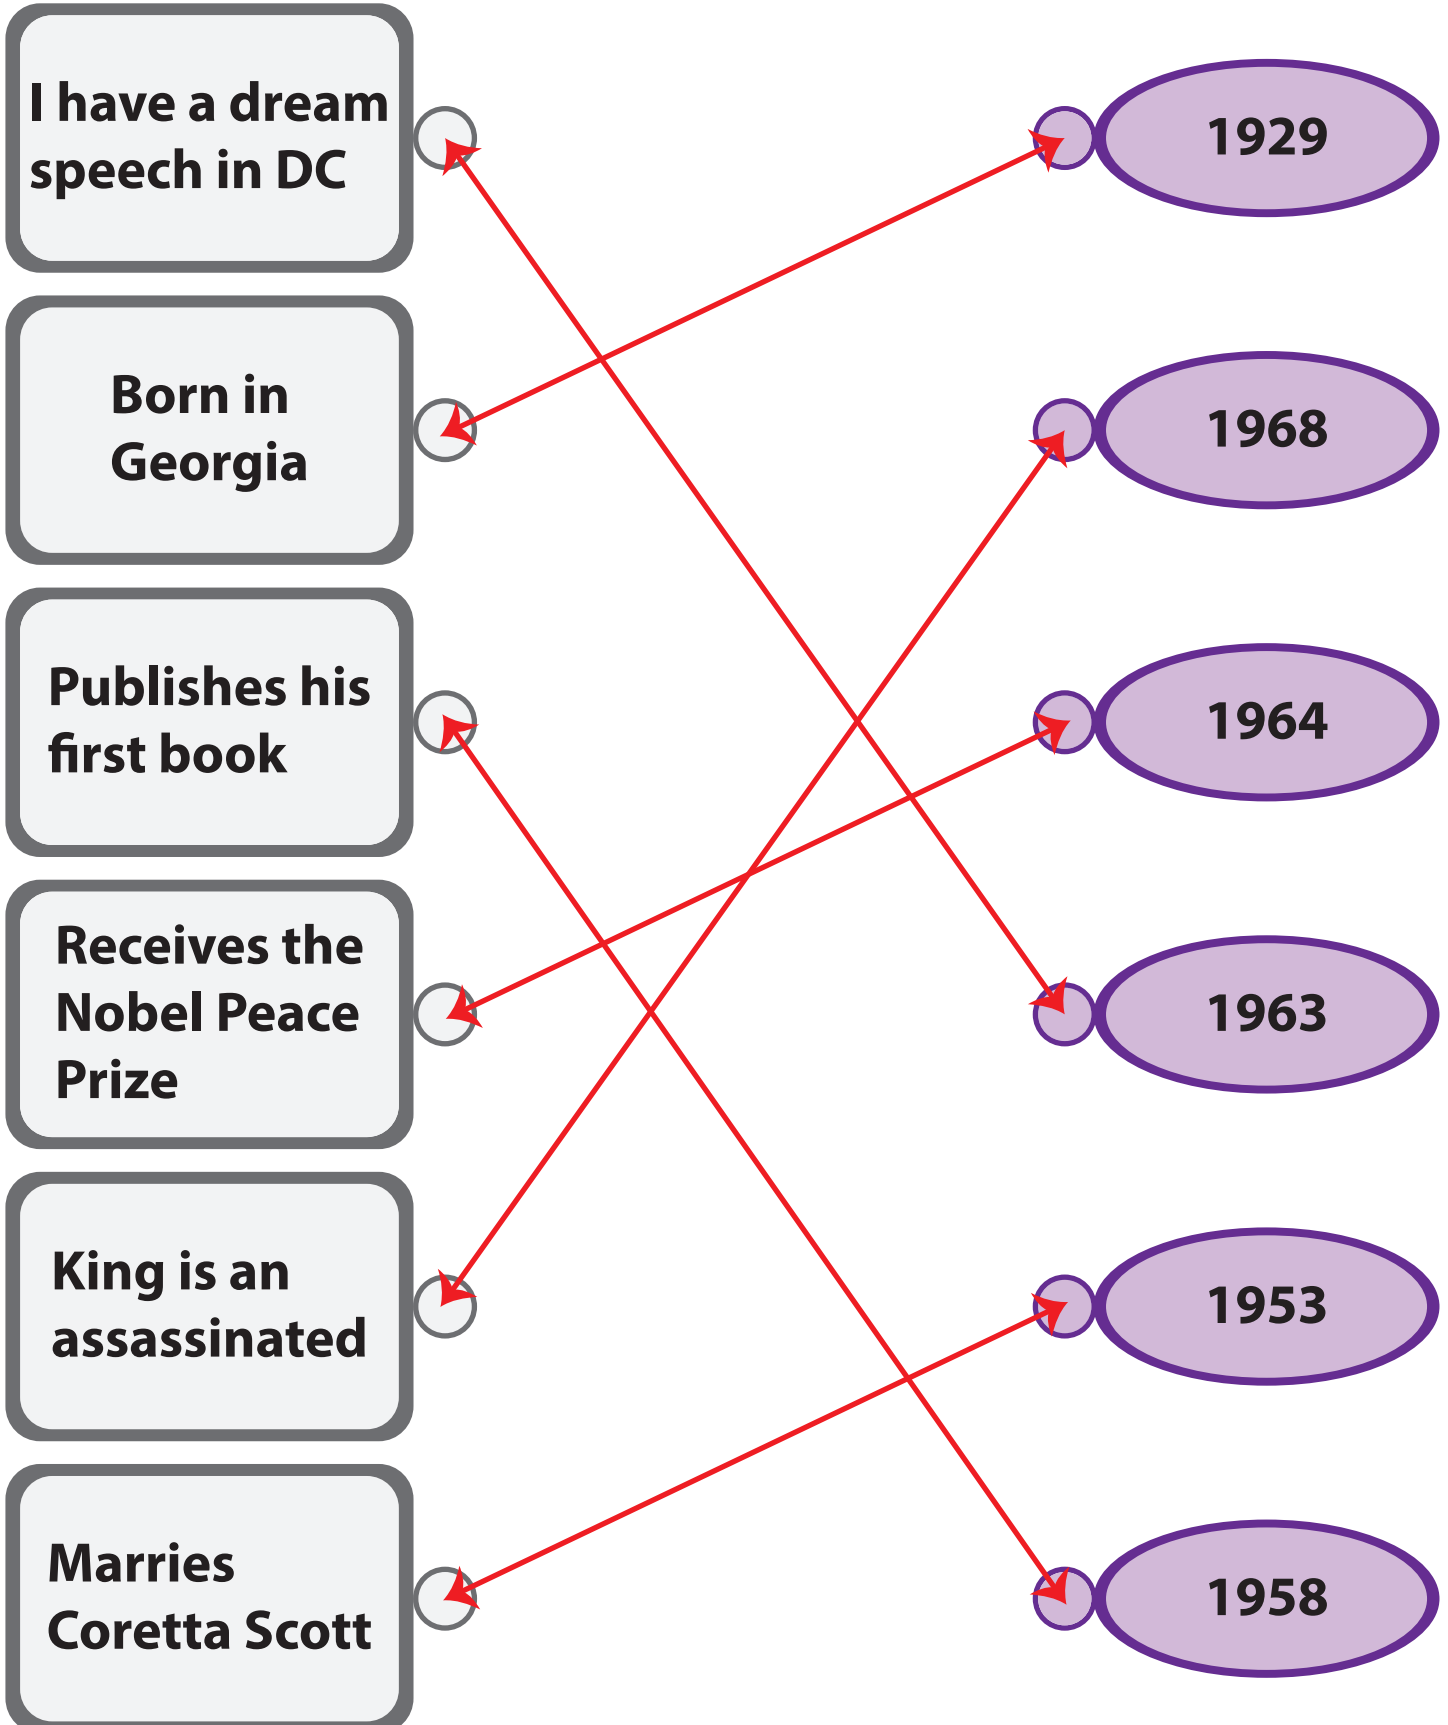 I have a dream
speech in DC
1929
Born in
Georgia
1968
Publishes his
first book
1964
Receives the
Nobel Peace
Prize
1963
King is an
assassinated
1953
Marries
Coretta Scott
1958